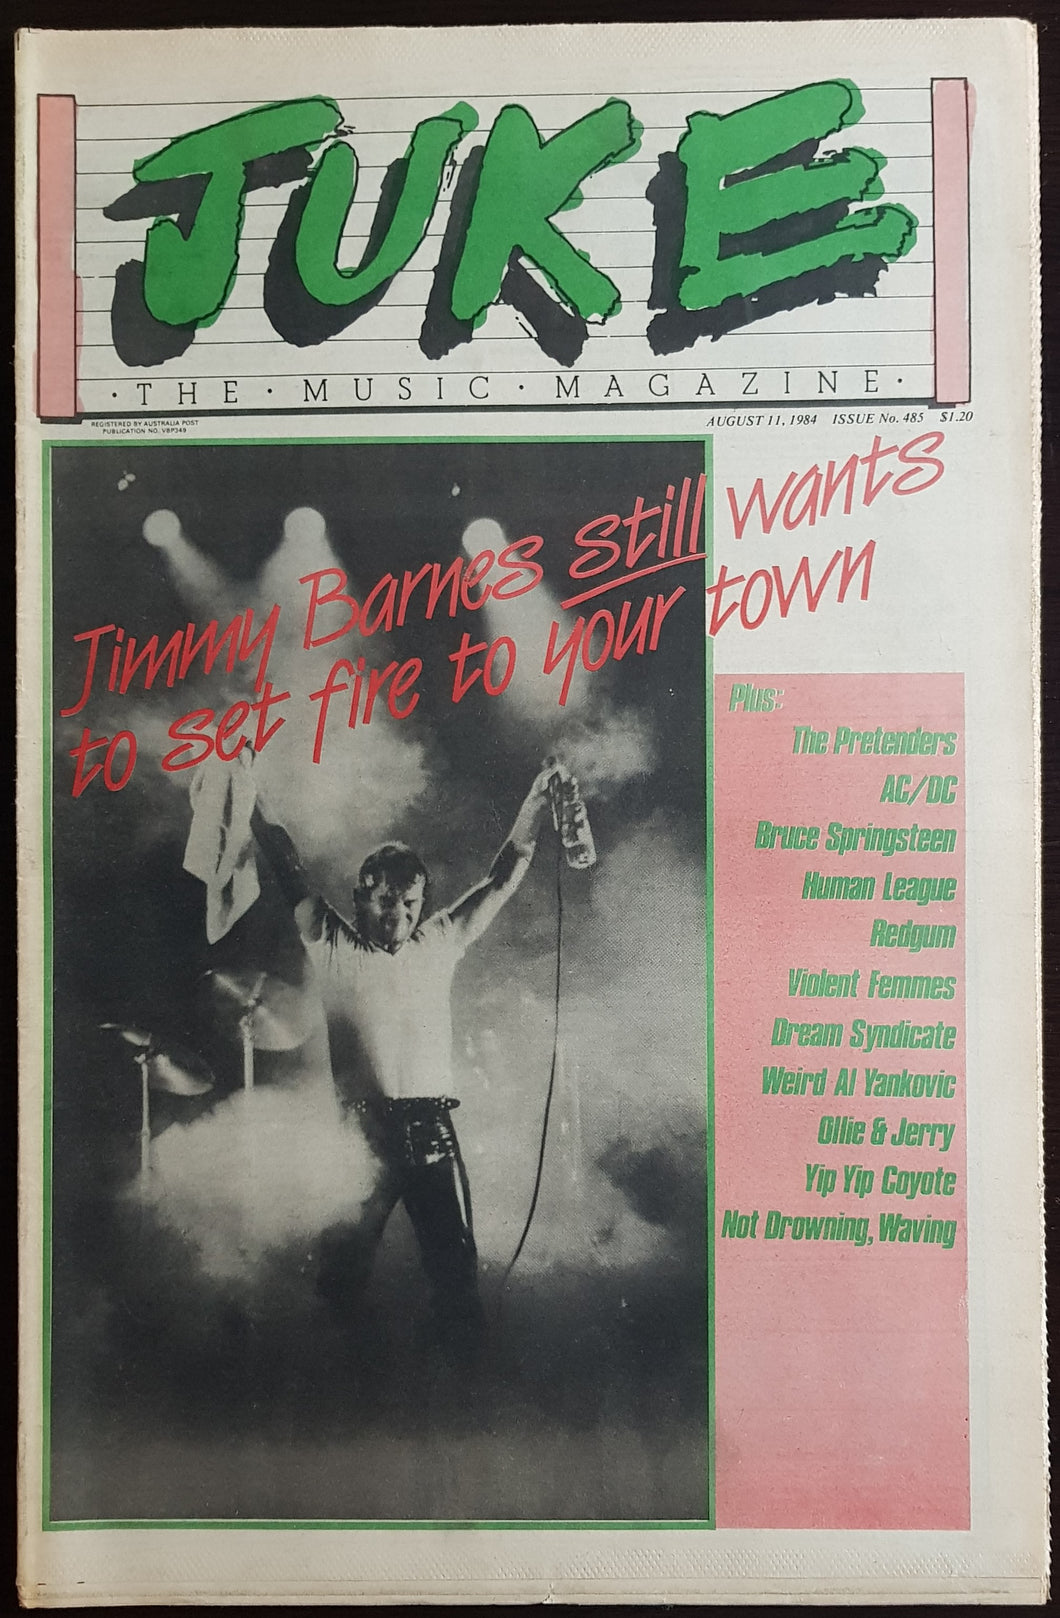 JUKE
· THE · MUSIC · MAGAZINE ·
REGISTERED BY AUSTRALIA POST
PUBLICATION NO. VBP349
AUGUST 11, 1984 ISSUE No. 485 $1.20
Jimmy Barnes still wants
to set fire to your town
Plus:
The Pretenders
AC/DC
Bruce Springsteen
Human League
Redgum
Violent Femmes
Dream Syndicate
Weird Al Yankovic
Ollie & Jerry
Yip Yip Coyote
Not Drowning, Waving